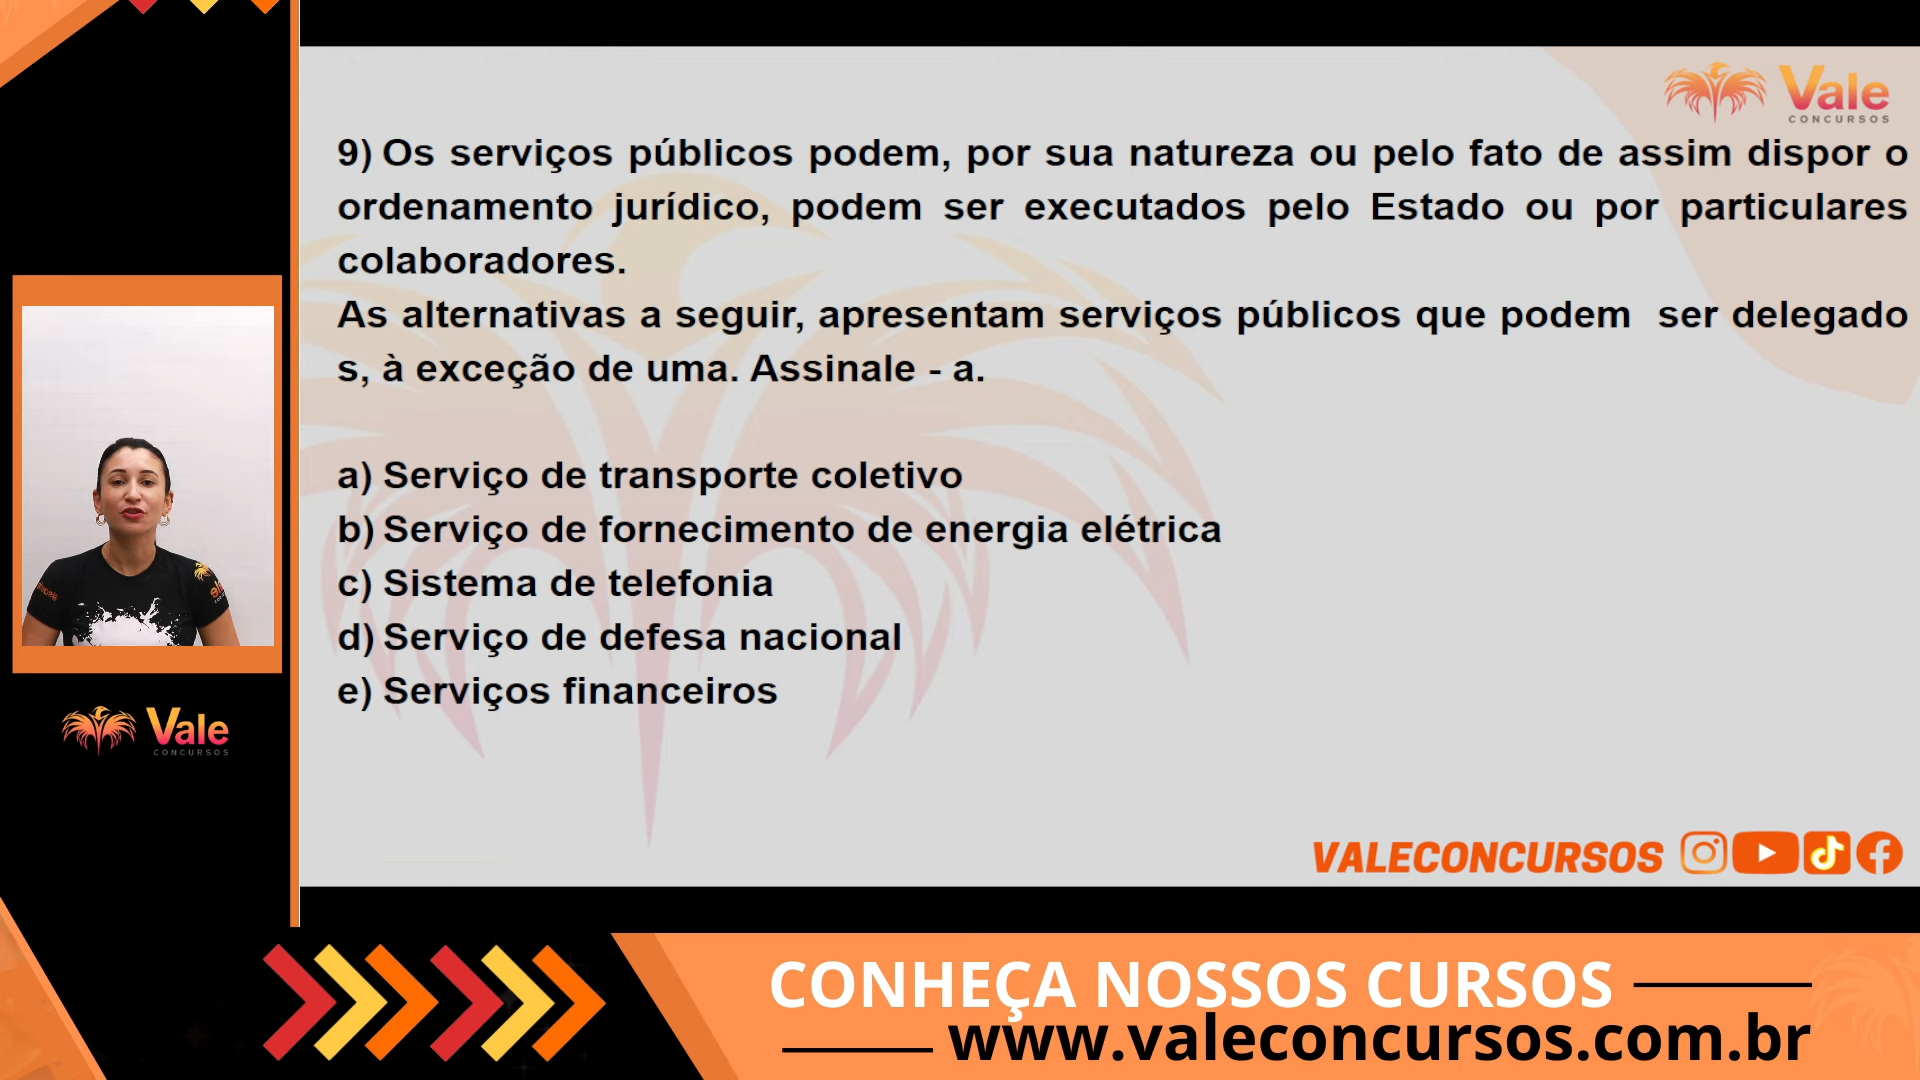 Vale
CONCURSOS
9) Os serviços públicos podem, por sua natureza ou pelo fato de assim dispor o
ordenamento jurídico, podem ser executados pelo Estado ou por particulares
colaboradores.
As alternativas a seguir, apresentam serviços públicos que podem ser delegado
s, à exceção de uma. Assinale - a.
a) Serviço de transporte coletivo
b) Serviço de fornecimento de energia elétrica
c) Sistema de telefonia
d) Serviço de defesa nacional
e) Serviços financeiros
Vale
CONCURSOS
VALECONCURSOS
CONHEÇA NOSSOS CURSOS
www.valeconcursos.com.br